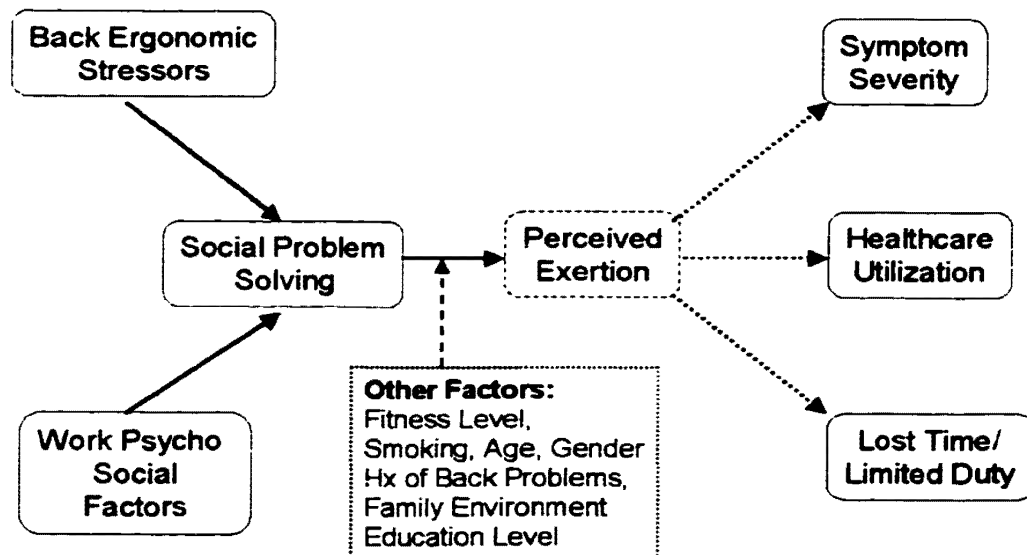 Back Ergonomic
Stressors
Symptom
Severity
Social Problem
Solving
Perceived
Exertion
Healthcare
Utilization
Other Factors:
Fitness Level,
Smoking, Age, Gender
Hx of Back Problems,
Family Environment
Education Level
Work Psycho
Social
Factors
Lost Time/
Limited Duty